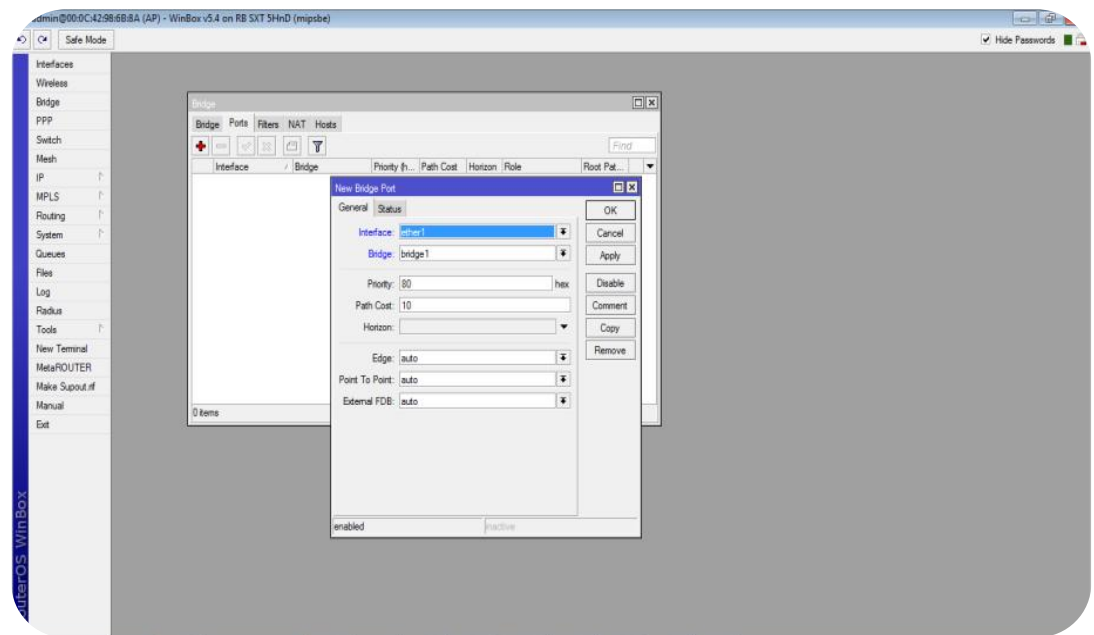 admin@00:0C:42:98:6B:8A (AP) - WinBox v5.4 on RB SXT 5HnD (mipsbe)
Safe Mode
Hide Passwords
Interfaces
Wireless
Bridge
PPP
Switch
Mesh
IP
MPLS
Routing
System
Queues
Files
Log
Radius
Tools
New Terminal
MetaROUTER
Make Supout.rif
Manual
Exit
Bridge
Bridge Ports Filters NAT Hosts
Find
Interface Bridge Priority (h... Path Cost Horizon Role Root Pat...
0 items
New Bridge Port
General Status
Interface: ether1
Bridge: bridge1
Priority: 80 hex
Path Cost: 10
Horizon:
Edge: auto
Point To Point: auto
External FDB: auto
OK
Cancel
Apply
Disable
Comment
Copy
Remove
enabled inactive
uterOS WinBox